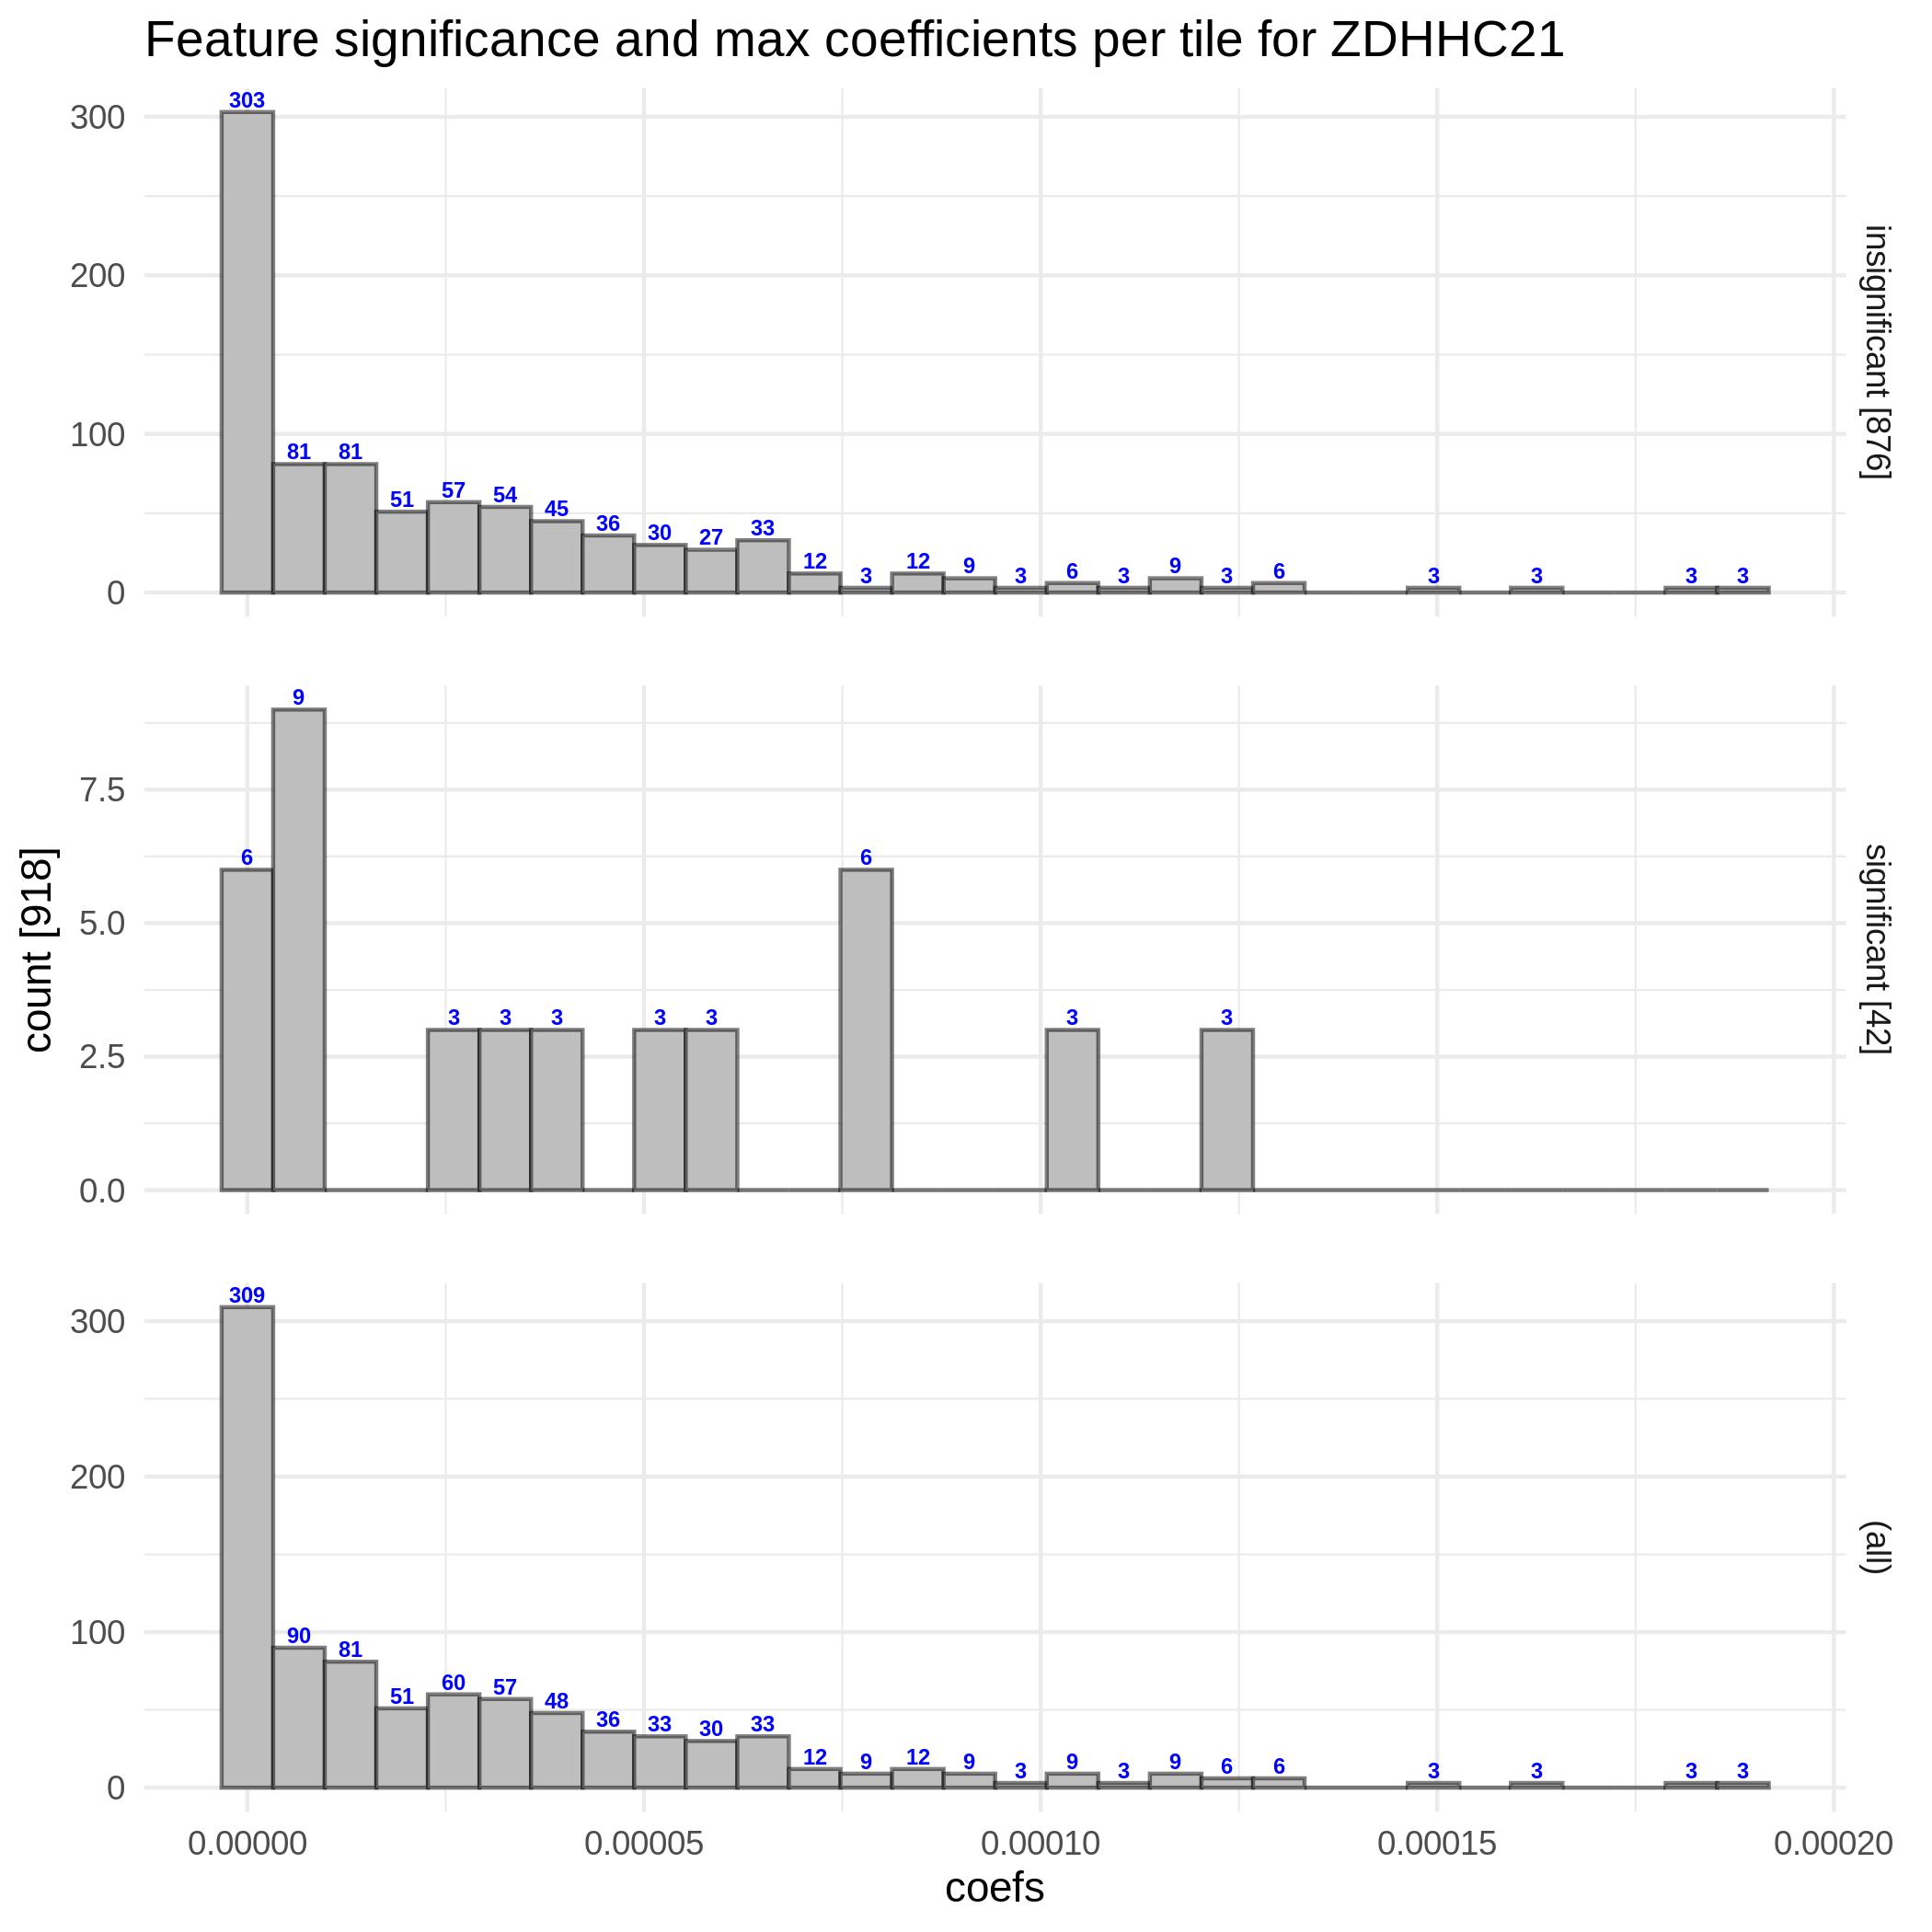 Feature significance and max coefficients per tile for ZDHHC21
303
300
200
100
0
81 81 51 57 54 45 36 30 27 33 12 3 12 9 3 6 3 9 3 6 3 3 3 3
insignificant [876]
count [918]
9
7.5
5.0
2.5
0.0
6 3 3 3 3 3 6 3 3
significant [42]
309
300
200
100
0
90 81 51 60 57 48 36 33 30 33 12 9 12 9 3 9 3 9 6 6 3 3 3 3
(all)
0.00000 0.00005 0.00010 0.00015 0.00020
coefs